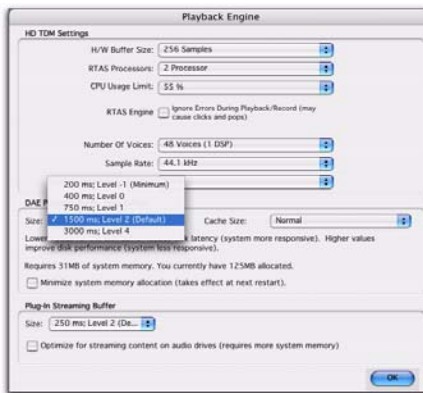 Playback Engine
HD TDM Settings
H/W Buffer Size: 256 Samples
RTAS Processors: 2 Processor
CPU Usage Limit: 55 %
RTAS Engine Ignore Errors During Playback/Record (may
cause clicks and pops)
Number Of Voices: 48 Voices (1 DSP)
Sample Rate: 44.1 kHz
200 ms; Level -1 (Minimum)
400 ms; Level 0
750 ms; Level 1
DAE P
Size: ✓ 1500 ms; Level 2 (Default) Cache Size: Normal
3000 ms; Level 4
Lower latency (system more responsive). Higher values
improve disk performance (system less responsive).
Requires 31MB of system memory. You currently have 125MB allocated.
Minimize system memory allocation (takes effect at next restart).
Plug-In Streaming Buffer
Size: 250 ms; Level 2 (De...
Optimize for streaming content on audio drives (requires more system memory)
OK